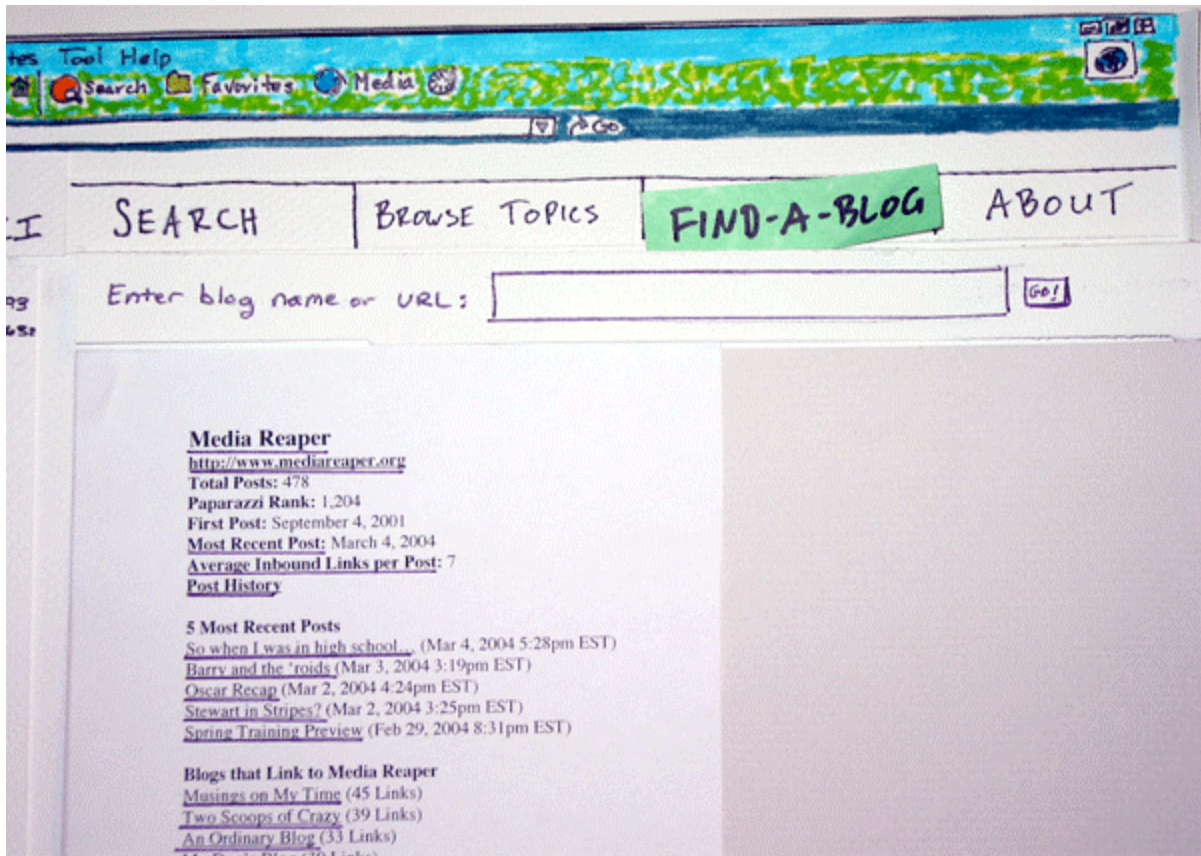 Tool Help
Search Favorites Media
Go
SEARCH BROWSE TOPICS FIND-A-BLOG ABOUT
Enter blog name or URL: GO!
Media Reaper
http://www.mediareaper.org
Total Posts: 478
Paparazzi Rank: 1,204
First Post: September 4, 2001
Most Recent Post: March 4, 2004
Average Inbound Links per Post: 7
Post History
5 Most Recent Posts
So when I was in high school... (Mar 4, 2004 5:28pm EST)
Barry and the 'roids (Mar 3, 2004 3:19pm EST)
Oscar Recap (Mar 2, 2004 4:24pm EST)
Stewart in Stripes? (Mar 2, 2004 3:25pm EST)
Spring Training Preview (Feb 29, 2004 8:31pm EST)
Blogs that Link to Media Reaper
Musings on My Time (45 Links)
Two Scoops of Crazy (39 Links)
An Ordinary Blog (33 Links)